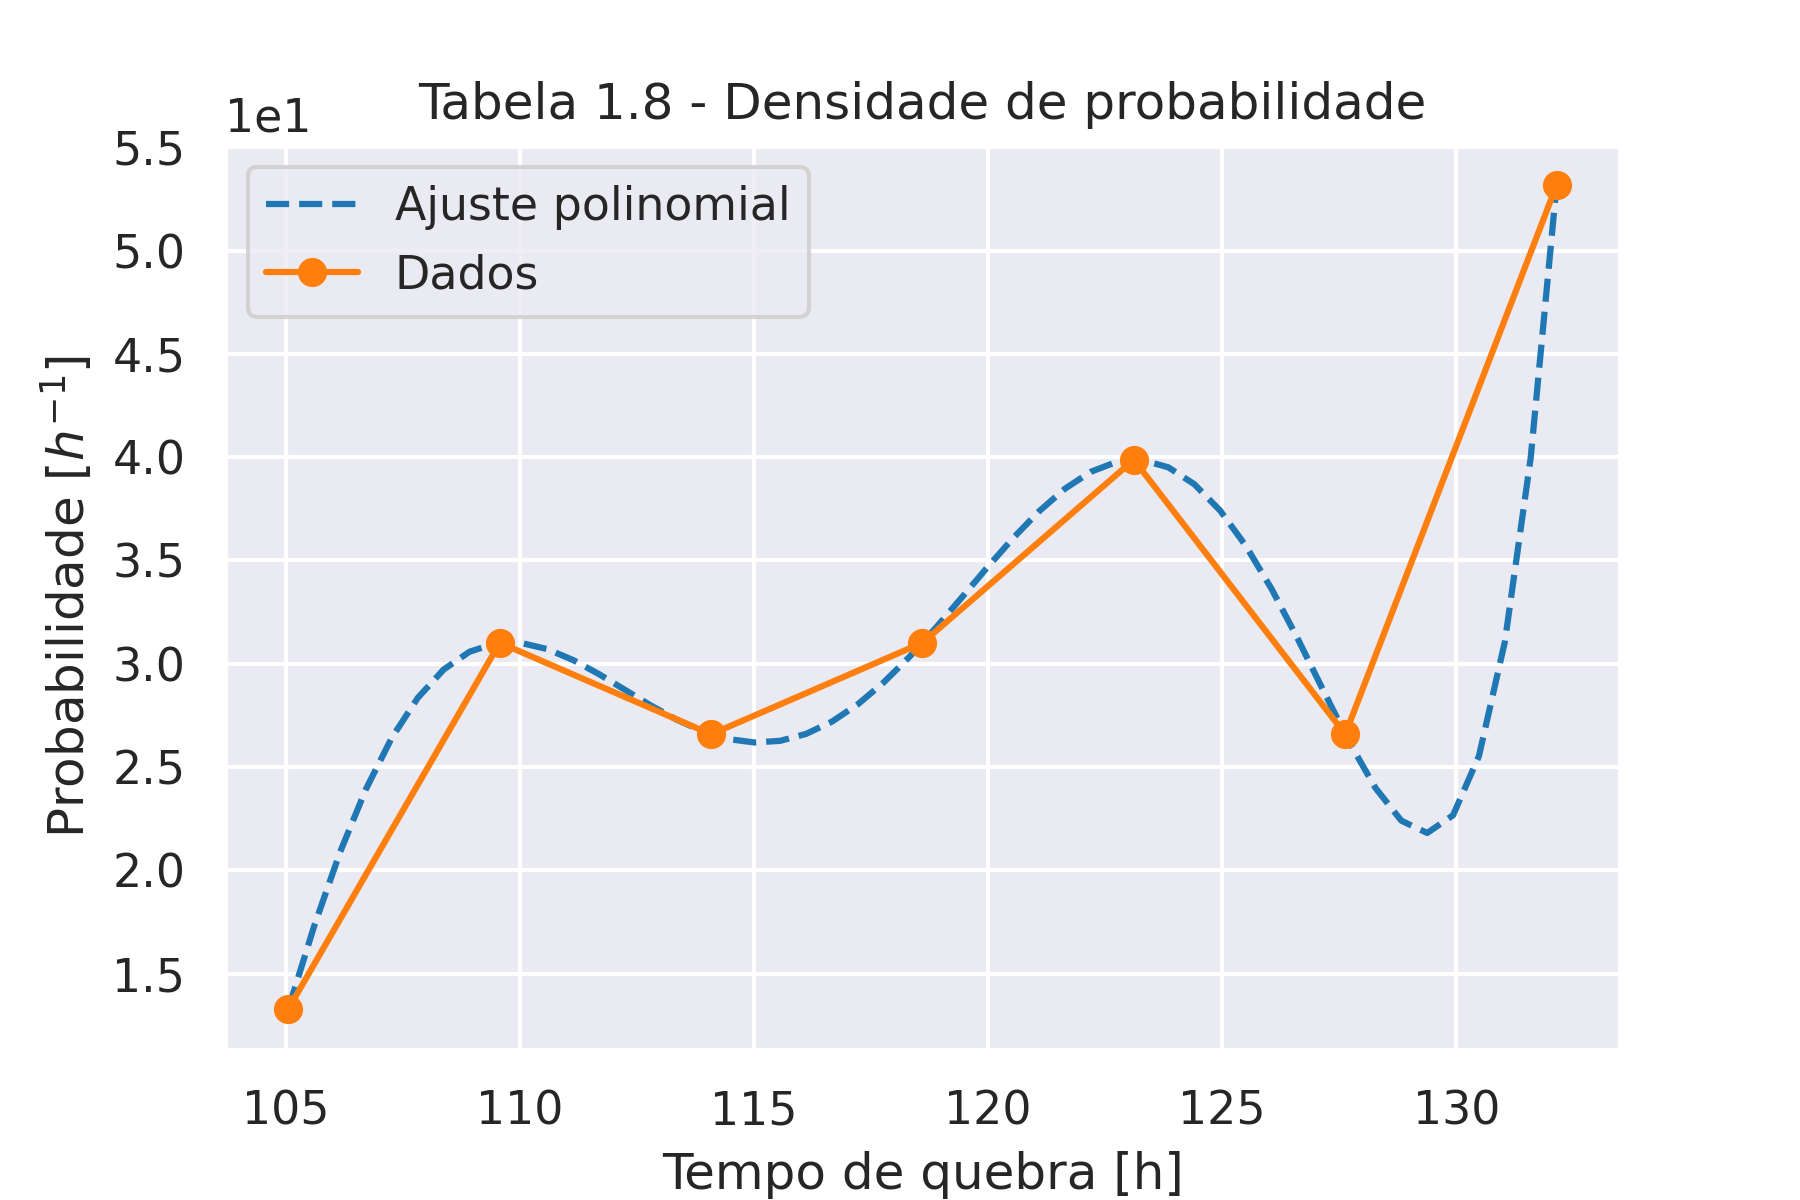 Tabela 1.8 - Densidade de probabilidade
1e1
5.5
5.0
4.5
4.0
3.5
3.0
2.5
2.0
1.5
Probabilidade [h⁻¹]
Ajuste polinomial
Dados
105 110 115 120 125 130
Tempo de quebra [h]